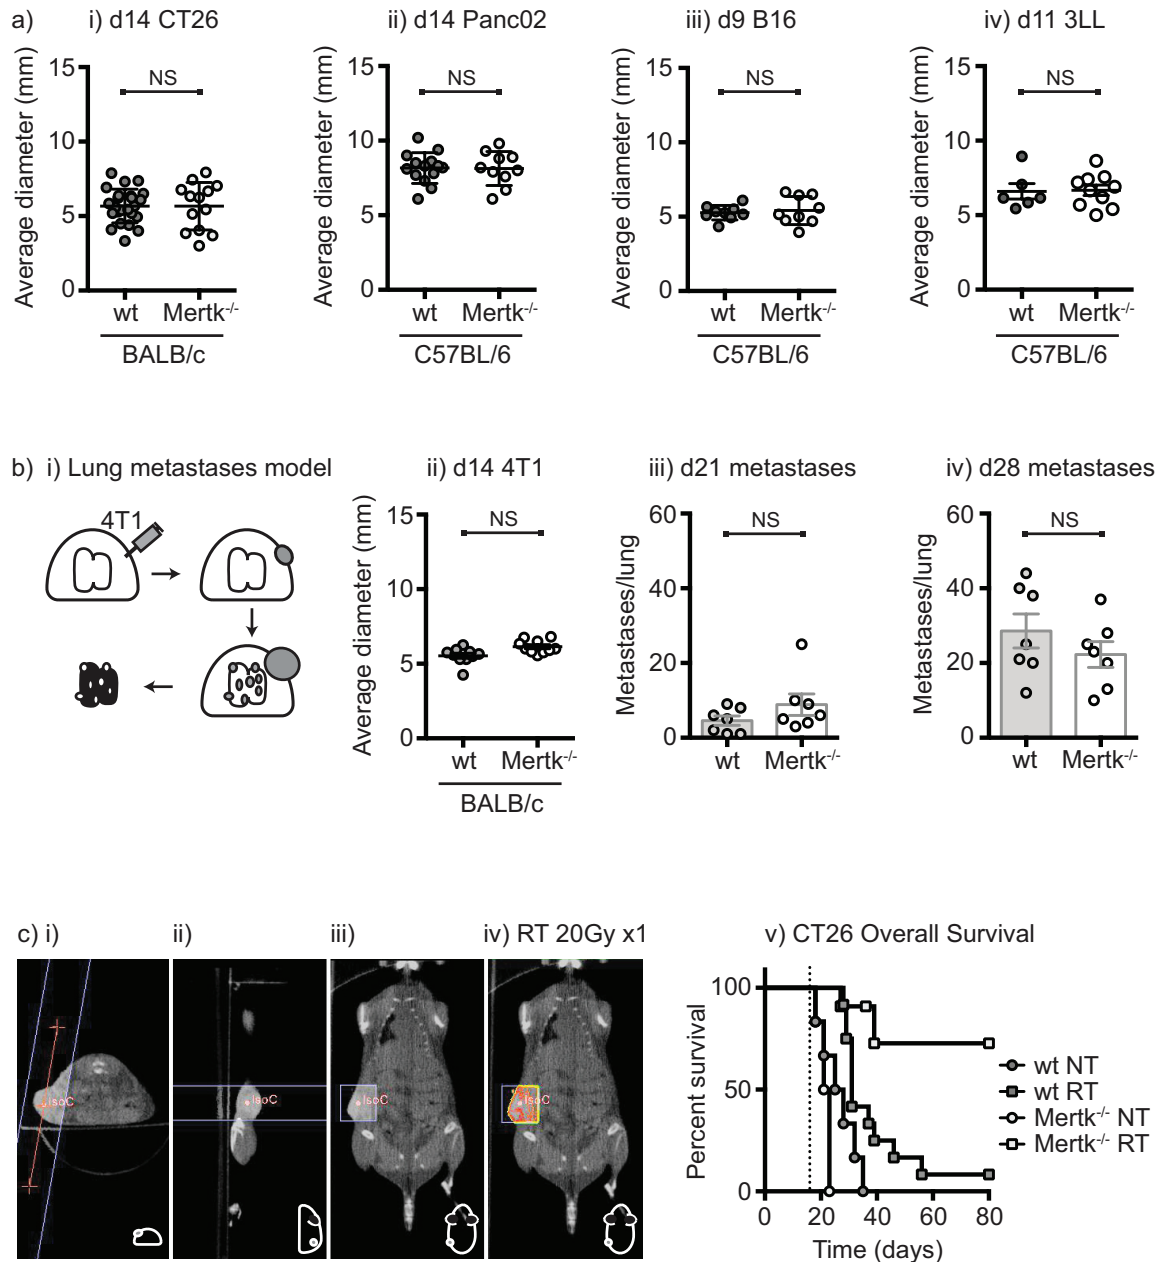 a) i) d14 CT26 ii) d14 Panc02 iii) d9 B16 iv) d11 3LL
Average diameter (mm)
15
10
5
0
NS
wt Mertk-/-
BALB/c
Average diameter (mm)
15
10
5
0
NS
wt Mertk-/-
C57BL/6
Average diameter (mm)
15
10
5
0
NS
wt Mertk-/-
C57BL/6
Average diameter (mm)
15
10
5
0
NS
wt Mertk-/-
C57BL/6
b) i) Lung metastases model ii) d14 4T1 iii) d21 metastases iv) d28 metastases
4T1
Average diameter (mm)
15
10
5
0
NS
wt Mertk-/-
BALB/c
Metastases/lung
60
40
20
0
NS
wt Mertk-/-
Metastases/lung
60
40
20
0
NS
wt Mertk-/-
c) i) ii) iii) iv) RT 20Gy x1 v) CT26 Overall Survival
IsoC
IsoC
IsoC
IsoC
Percent survival
100
50
0
0 20 40 60 80
Time (days)
wt NT
wt RT
Mertk-/- NT
Mertk-/- RT